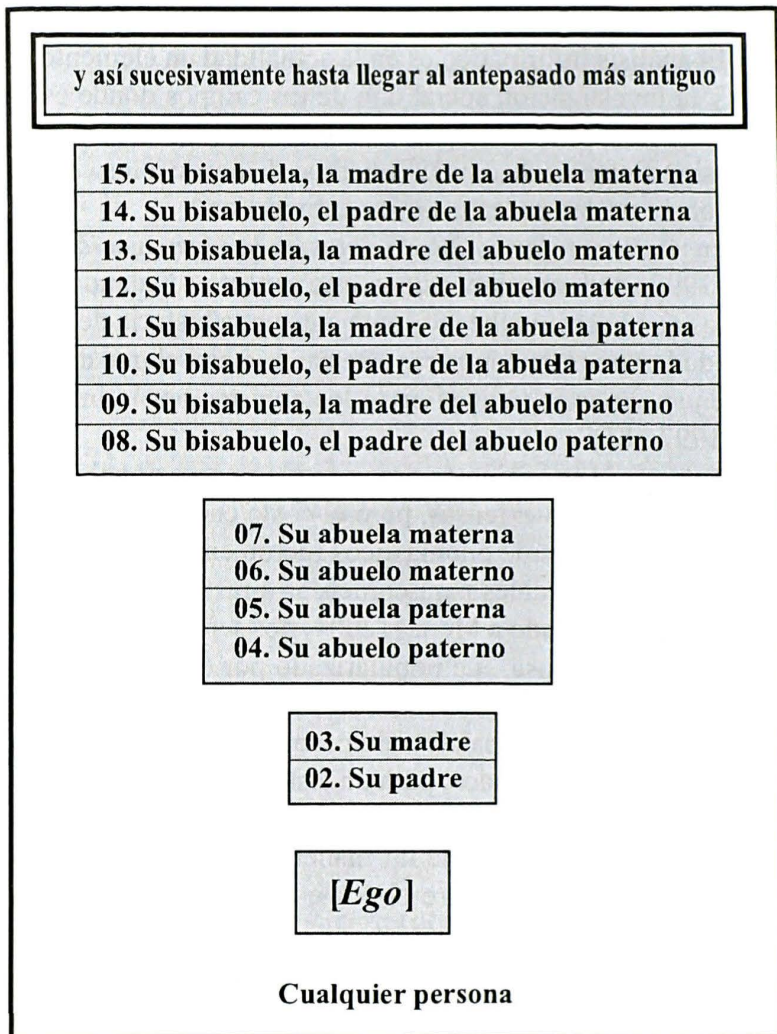 y así sucesivamente hasta llegar al antepasado más antiguo
15. Su bisabuela, la madre de la abuela materna
14. Su bisabuelo, el padre de la abuela materna
13. Su bisabuela, la madre del abuelo materno
12. Su bisabuelo, el padre del abuelo materno
11. Su bisabuela, la madre de la abuela paterna
10. Su bisabuelo, el padre de la abuela paterna
09. Su bisabuela, la madre del abuelo paterno
08. Su bisabuelo, el padre del abuelo paterno
07. Su abuela materna
06. Su abuelo materno
05. Su abuela paterna
04. Su abuelo paterno
03. Su madre
02. Su padre
[Ego]
Cualquier persona